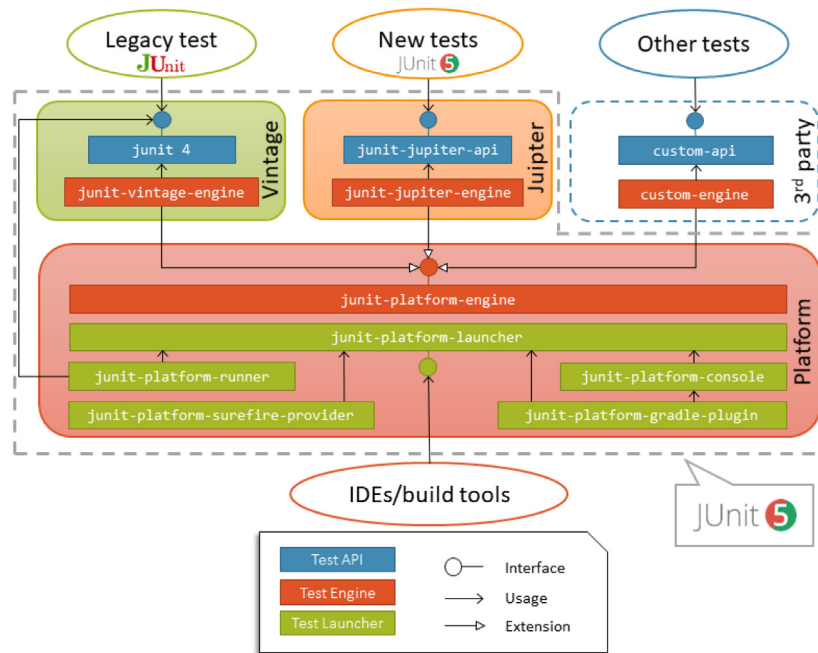 Legacy test
JUnit
New tests
JUnit 5
Other tests
junit 4
junit-vintage-engine
Vintage
junit-jupiter-api
junit-jupiter-engine
Juipter
custom-api
custom-engine
3rd party
junit-platform-engine
junit-platform-launcher
junit-platform-runner
junit-platform-console
junit-platform-surefire-provider
junit-platform-gradle-plugin
Platform
IDEs/build tools
JUnit 5
Test API
Interface
Test Engine
Usage
Test Launcher
Extension